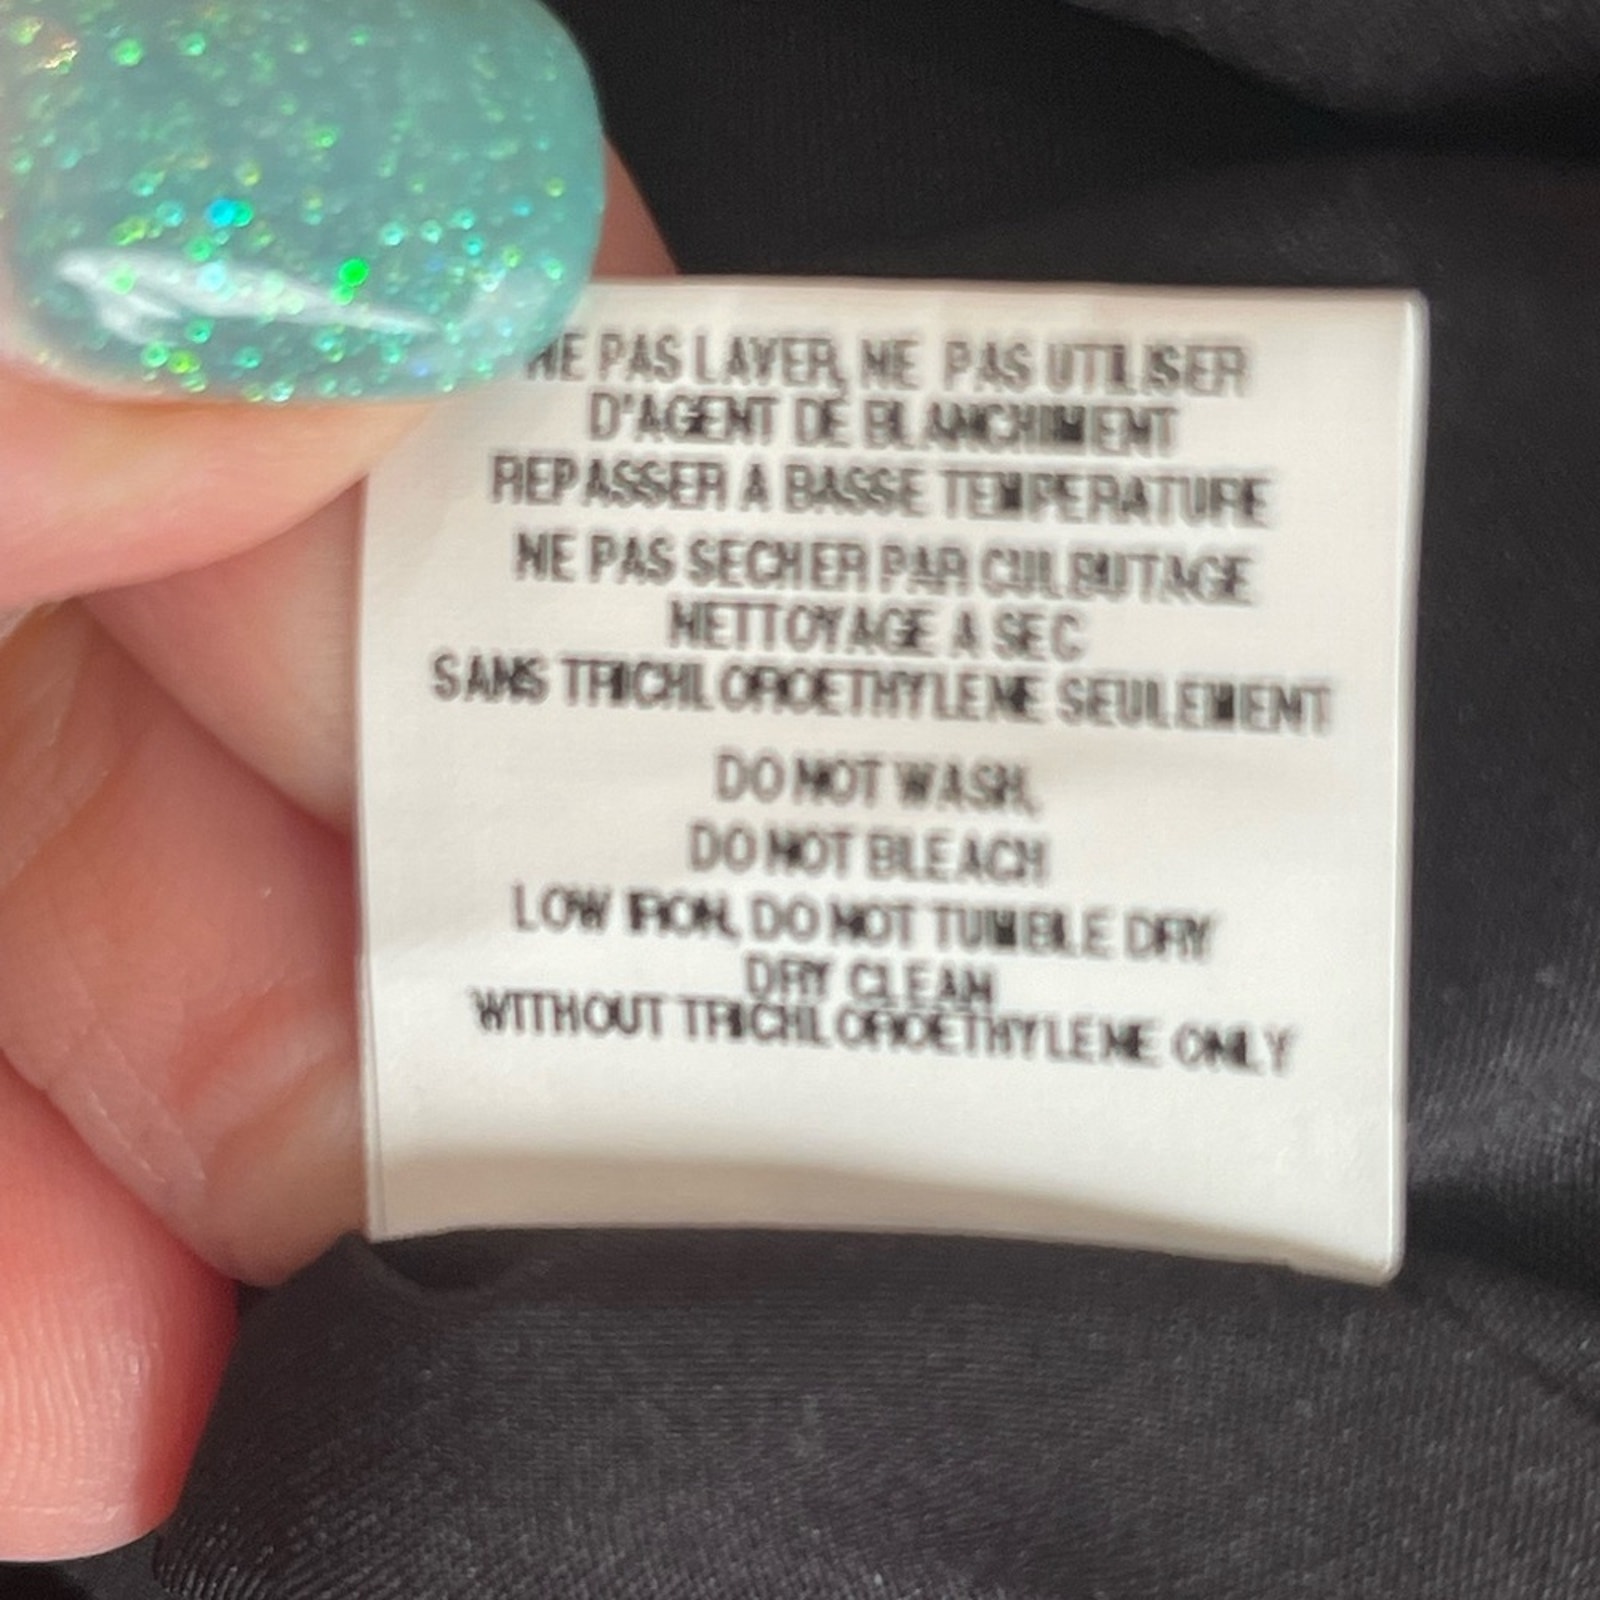 NE PAS LAVER, NE PAS UTILISER
D'AGENT DE BLANCHIMENT
REPASSER A BASSE TEMPERATURE
NE PAS SECHER PAR CULBUTAGE
NETTOYAGE A SEC
SANS TRICHLOROETHYLENE SEULEMENT
DO NOT WASH,
DO NOT BLEACH
LOW IRON, DO NOT TUMBLE DRY
DRY CLEAN
WITHOUT TRICHLOROETHYLENE ONLY